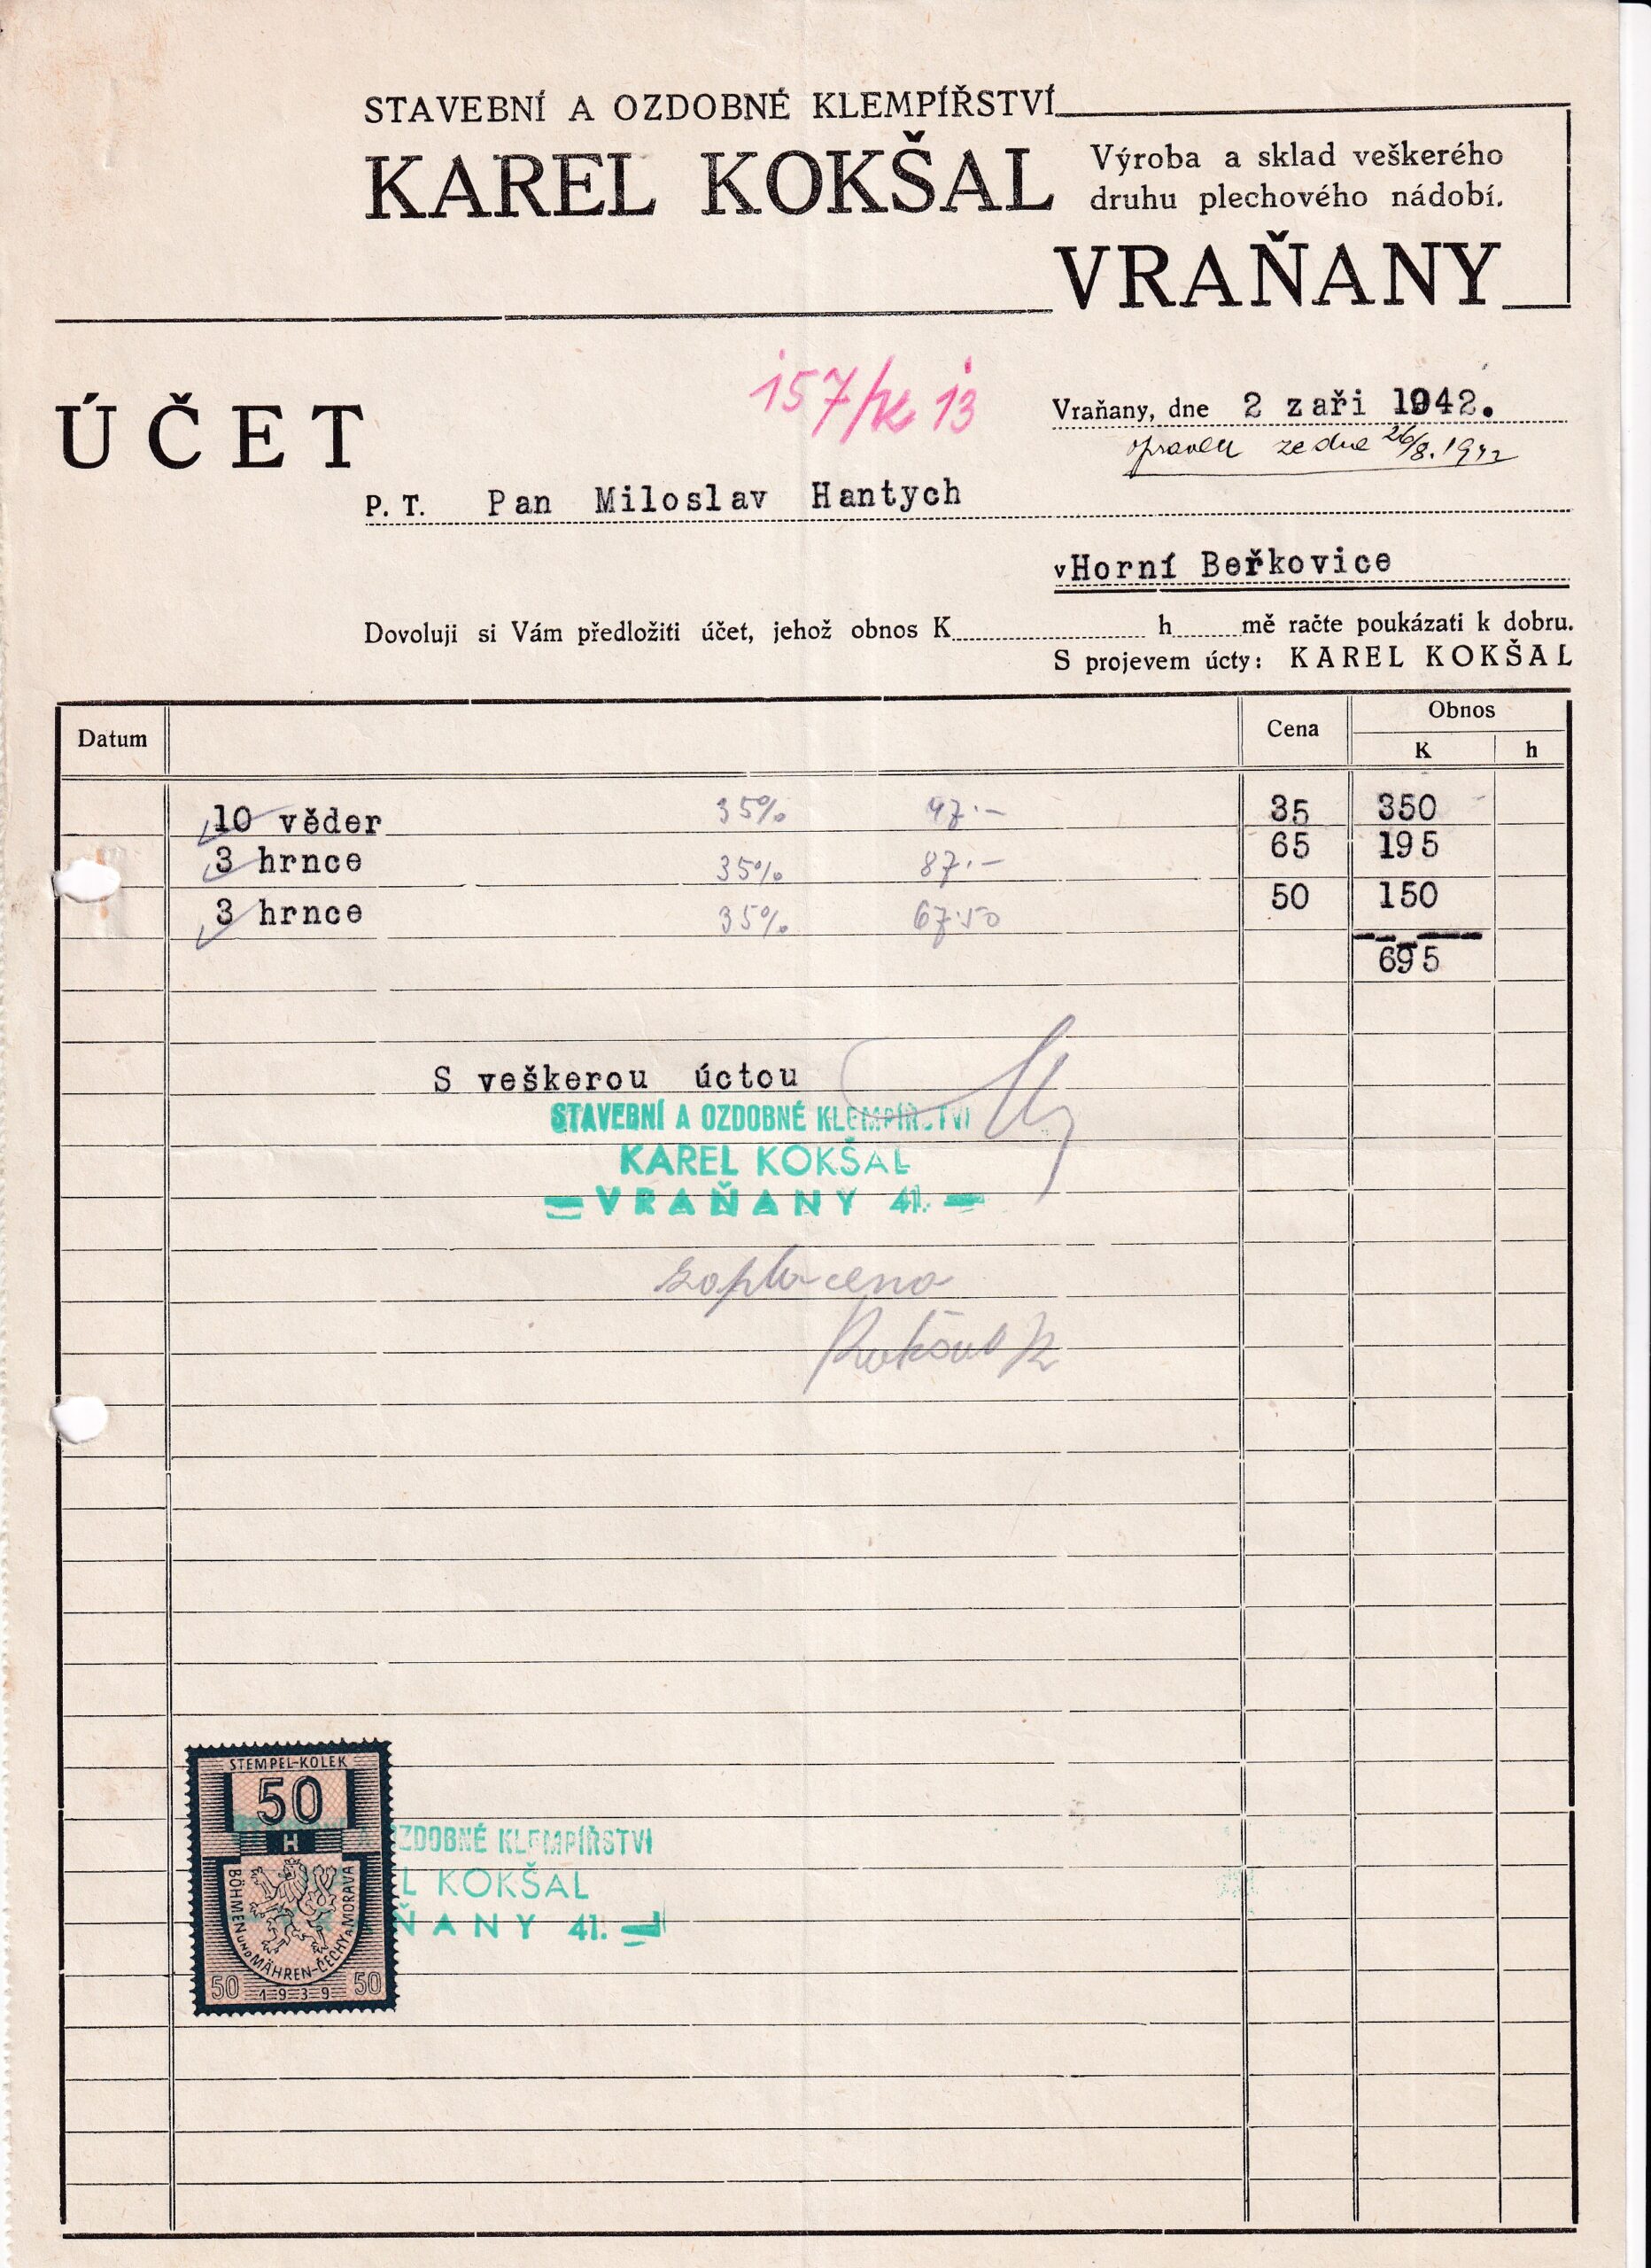 STAVEBNÍ A OZDOBNÉ KLEMPÍŘSTVÍ
KAREL KOKŠAL
Výroba a sklad veškerého
druhu plechového nádobí.
VRAŇANY
ÚČET
157/ 13
Vraňany, dne 2 zaři 1942.
ze dne 26/8. 1942
P. T. Pan Miloslav Hantych
v Horní Beřkovice
Dovoluji si Vám předložiti účet, jehož obnos K h mě račte poukázati k dobru.
S projevem úcty: KAREL KOKŠAL
Datum Cena Obnos
K h
10 věder 35% 47.- 35 350
3 hrnce 35% 87.- 65 195
3 hrnce 35% 67.50 50 150
695
S veškerou úctou
STAVEBNÍ A OZDOBNÉ KLEMPÍŘSTVÍ
KAREL KOKŠAL
VRAŇANY 41.
zaplaceno
STEMPEL-KOLEK
50
H
BÖHMEN UND MÄHREN-ČECHY A MORAVA
50 1939 50
A OZDOBNÉ KLEMPÍŘSTVÍ
L KOKŠAL
ŇANY 41.